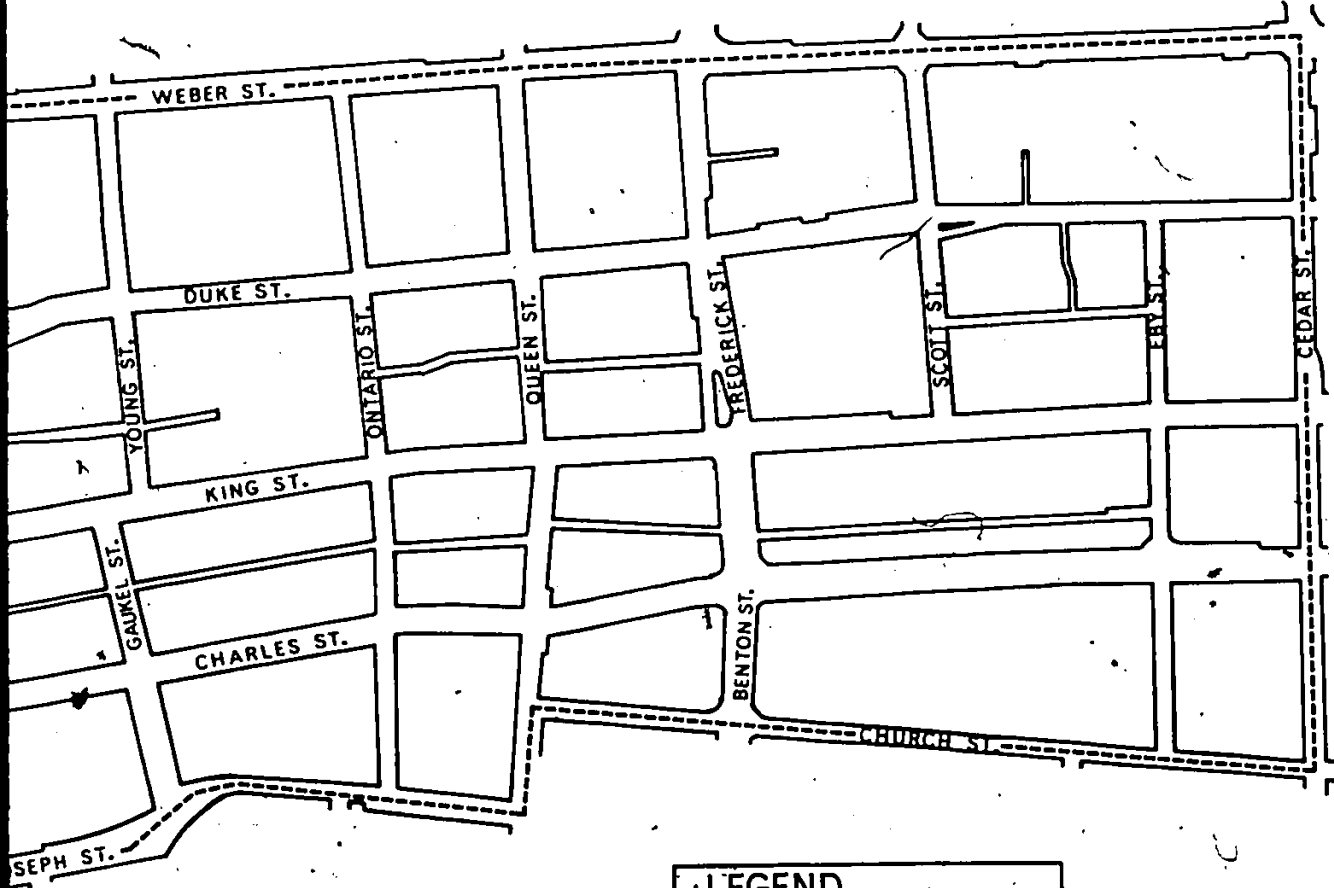 WEBER ST.
DUKE ST.
YOUNG ST.
ONTARIO ST.
QUEEN ST.
FREDERICK ST.
SCOTT ST.
EBY ST.
CEDAR ST.
KING ST.
GAUKEL ST.
CHARLES ST.
BENTON ST.
CHURCH ST.
SEPH ST.
LEGEND